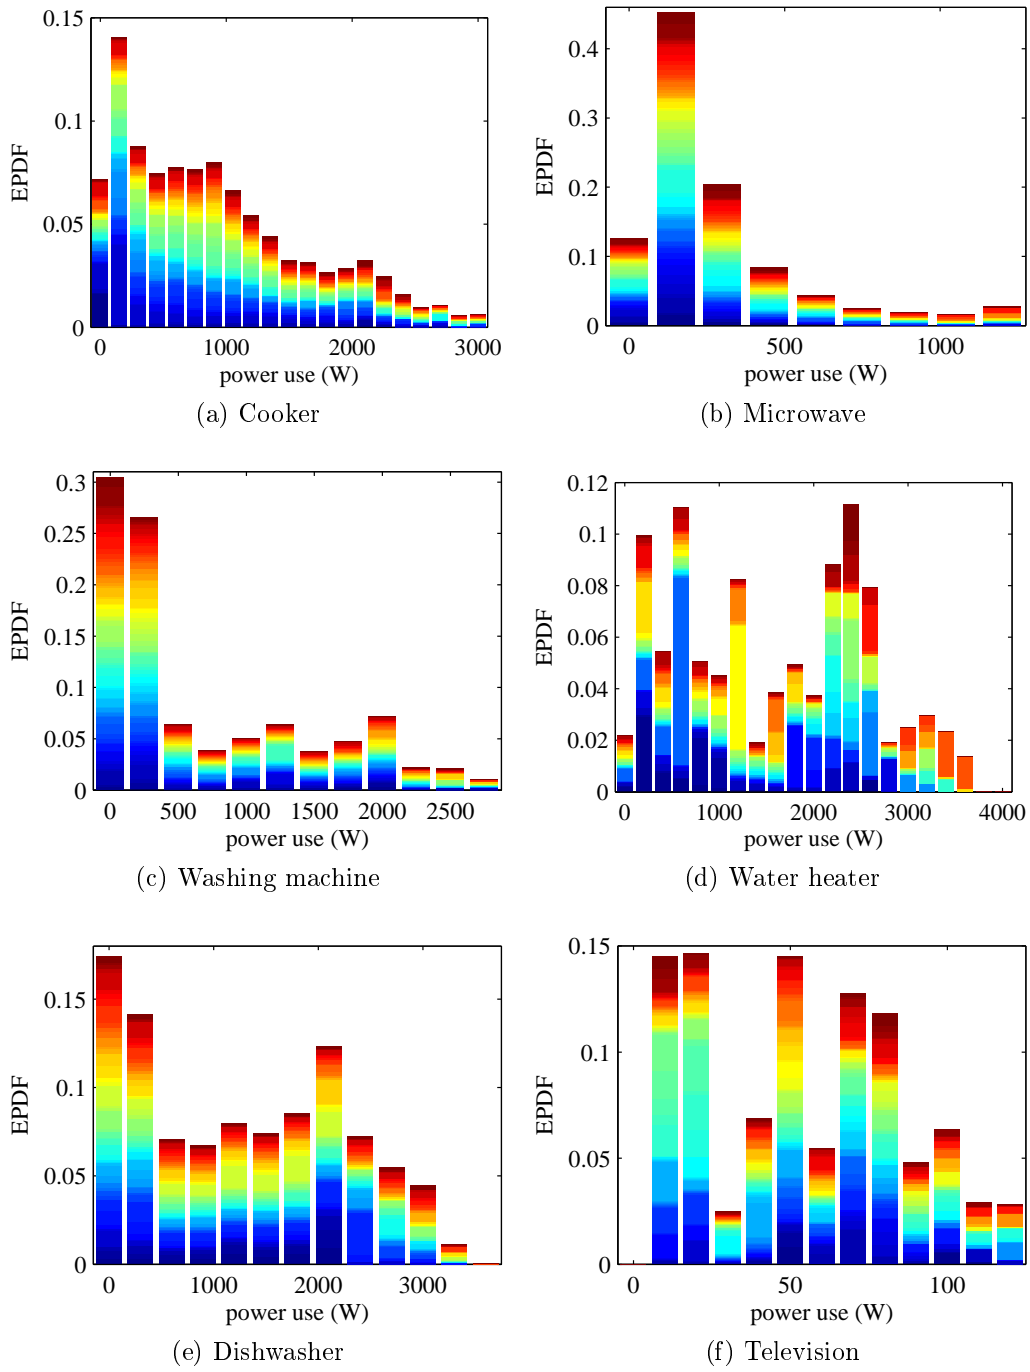 0.15
0.1
0.05
0
EPDF
0 1000 2000 3000
power use (W)
(a) Cooker
0.4
0.3
0.2
0.1
0
EPDF
0 500 1000
power use (W)
(b) Microwave
0.3
0.25
0.2
0.15
0.1
0.05
0
EPDF
0 500 1000 1500 2000 2500
power use (W)
(c) Washing machine
0.12
0.1
0.08
0.06
0.04
0.02
0
EPDF
0 1000 2000 3000 4000
power use (W)
(d) Water heater
0.15
0.1
0.05
0
EPDF
0 1000 2000 3000
power use (W)
(e) Dishwasher
0.15
0.1
0.05
0
EPDF
0 50 100
power use (W)
(f) Television